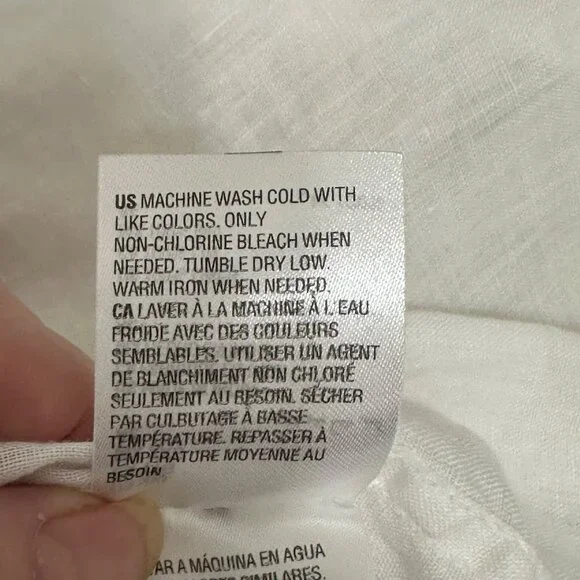 US MACHINE WASH COLD WITH
LIKE COLORS. ONLY
NON-CHLORINE BLEACH WHEN
NEEDED. TUMBLE DRY LOW.
WARM IRON WHEN NEEDED.
CA LAVER À LA MACHINE À L'EAU
FROIDE AVEC DES COULEURS
SEMBLABLES. UTILISER UN AGENT
DE BLANCHIMENT NON CHLORÉ
SEULEMENT AU BESOIN. SÉCHER
PAR CULBUTAGE À BASSE
TEMPÉRATURE. REPASSER À
TEMPÉRATURE MOYENNE AU
BESOIN
AR A MÁQUINA EN AGUA
SIMILARES.